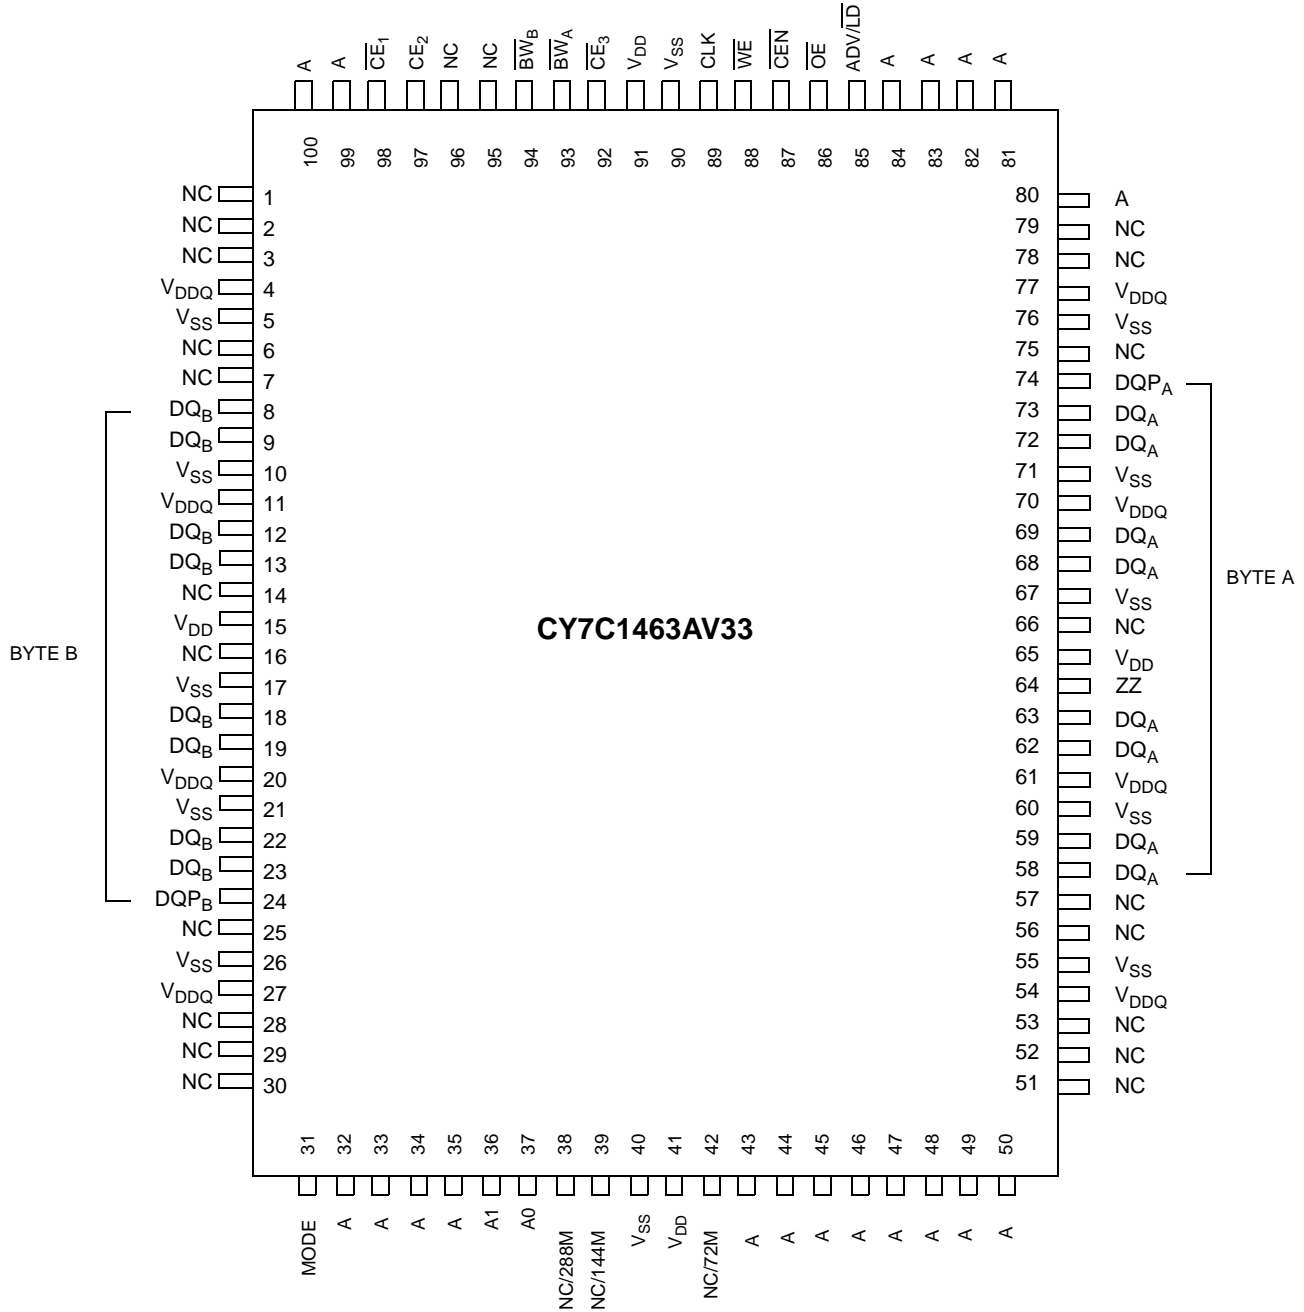 A A CE1 CE2 NC NC BWB BWA CE3 VDD VSS CLK WE CEN OE ADV/LD A A A A
100 99 98 97 96 95 94 93 92 91 90 89 88 87 86 85 84 83 82 81
NC 1 80 A
NC 2 79 NC
NC 3 78 NC
VDDQ 4 77 VDDQ
VSS 5 76 VSS
NC 6 75 NC
NC 7 74 DQPA
DQB 8 73 DQA
DQB 9 72 DQA
VSS 10 71 VSS
VDDQ 11 70 VDDQ
DQB 12 69 DQA
DQB 13 68 DQA
BYTE A
NC 14 67 VSS
VDD 15 66 NC
CY7C1463AV33
BYTE B
NC 16 65 VDD
VSS 17 64 ZZ
DQB 18 63 DQA
DQB 19 62 DQA
VDDQ 20 61 VDDQ
VSS 21 60 VSS
DQB 22 59 DQA
DQB 23 58 DQA
DQPB 24 57 NC
NC 25 56 NC
VSS 26 55 VSS
VDDQ 27 54 VDDQ
NC 28 53 NC
NC 29 52 NC
NC 30 51 NC
31 32 33 34 35 36 37 38 39 40 41 42 43 44 45 46 47 48 49 50
MODE A A A A A1 A0 NC/288M NC/144M VSS VDD NC/72M A A A A A A A A